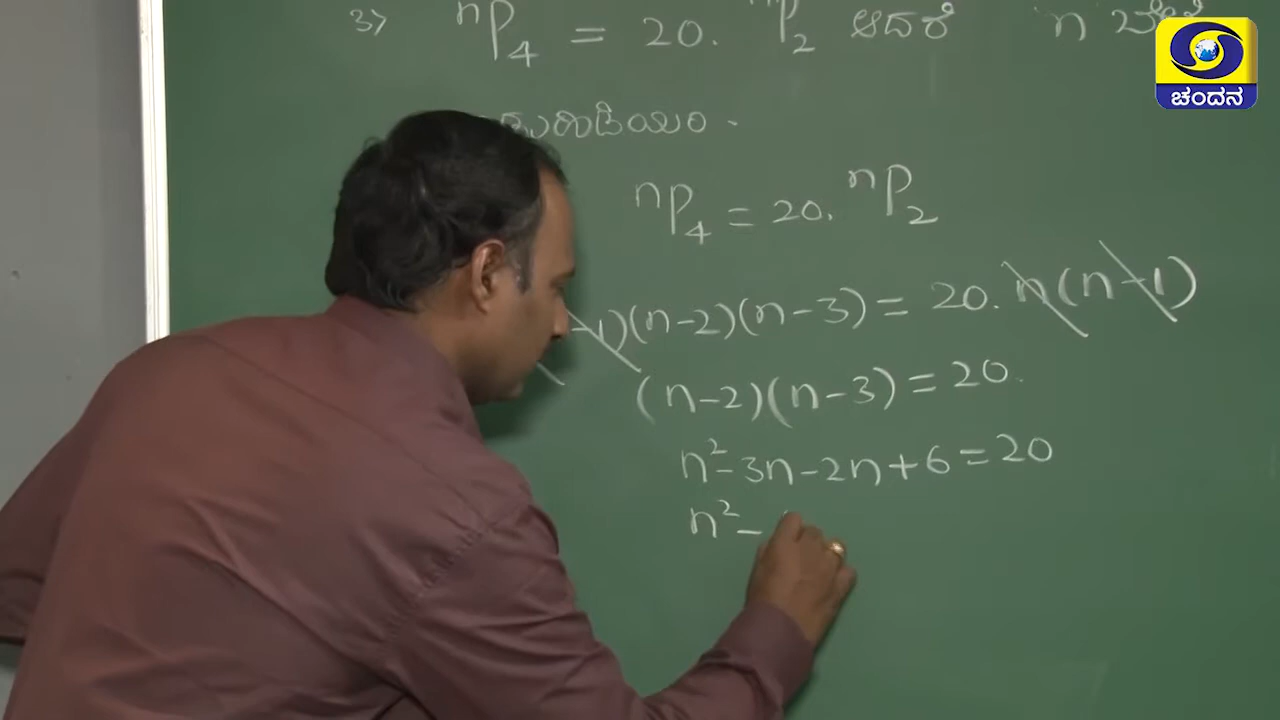 3) ⁿP₄ = 20. ⁿP₂ ಆದರೆ n
ಚಂದನ
ⁿP₄ = 20. ⁿP₂
1)(n-2)(n-3) = 20. n(n-1)
(n-2)(n-3) = 20.
n² - 3n - 2n + 6 = 20
n² -